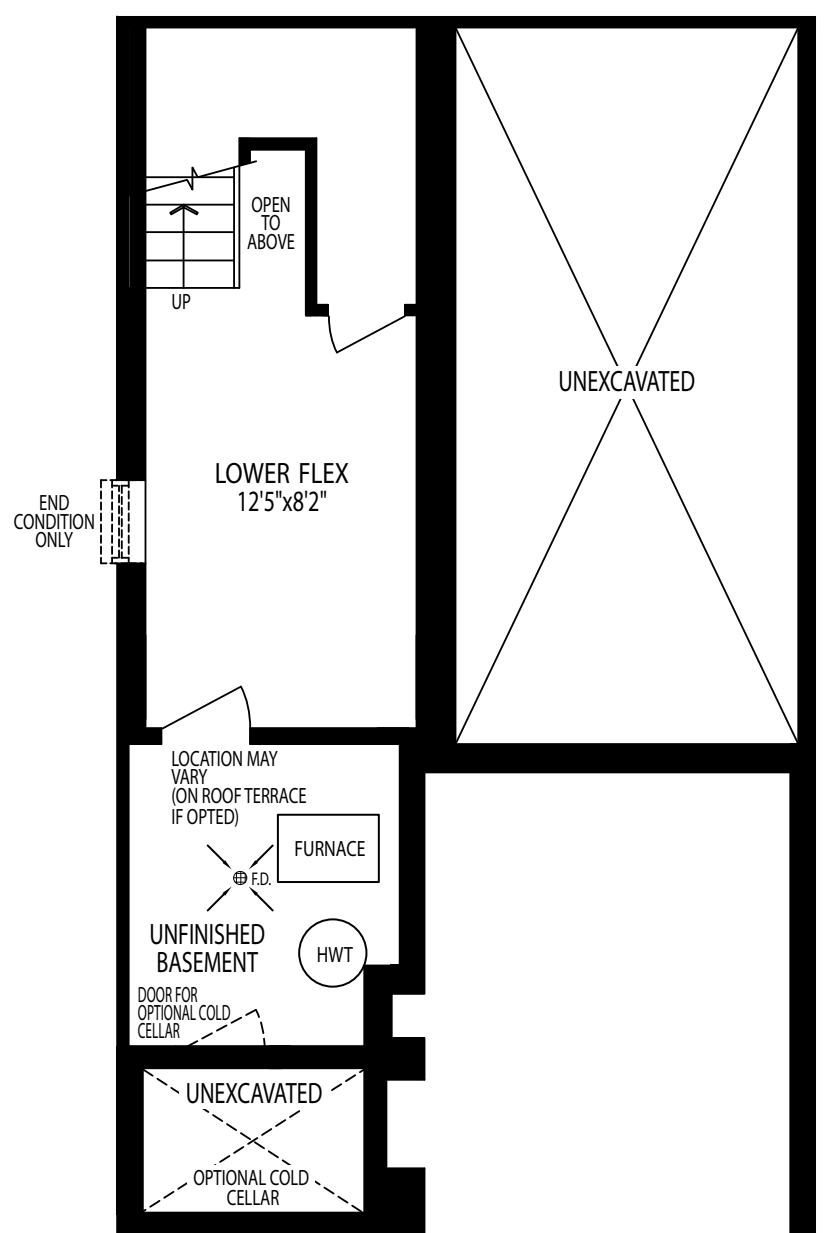 OPEN
TO
ABOVE
UP
UNEXCAVATED
LOWER FLEX
12'5"x8'2"
END
CONDITION
ONLY
LOCATION MAY
VARY
(ON ROOF TERRACE
IF OPTED)
FURNACE
F.D.
UNFINISHED
BASEMENT
HWT
DOOR FOR
OPTIONAL COLD
CELLAR
UNEXCAVATED
OPTIONAL COLD
CELLAR